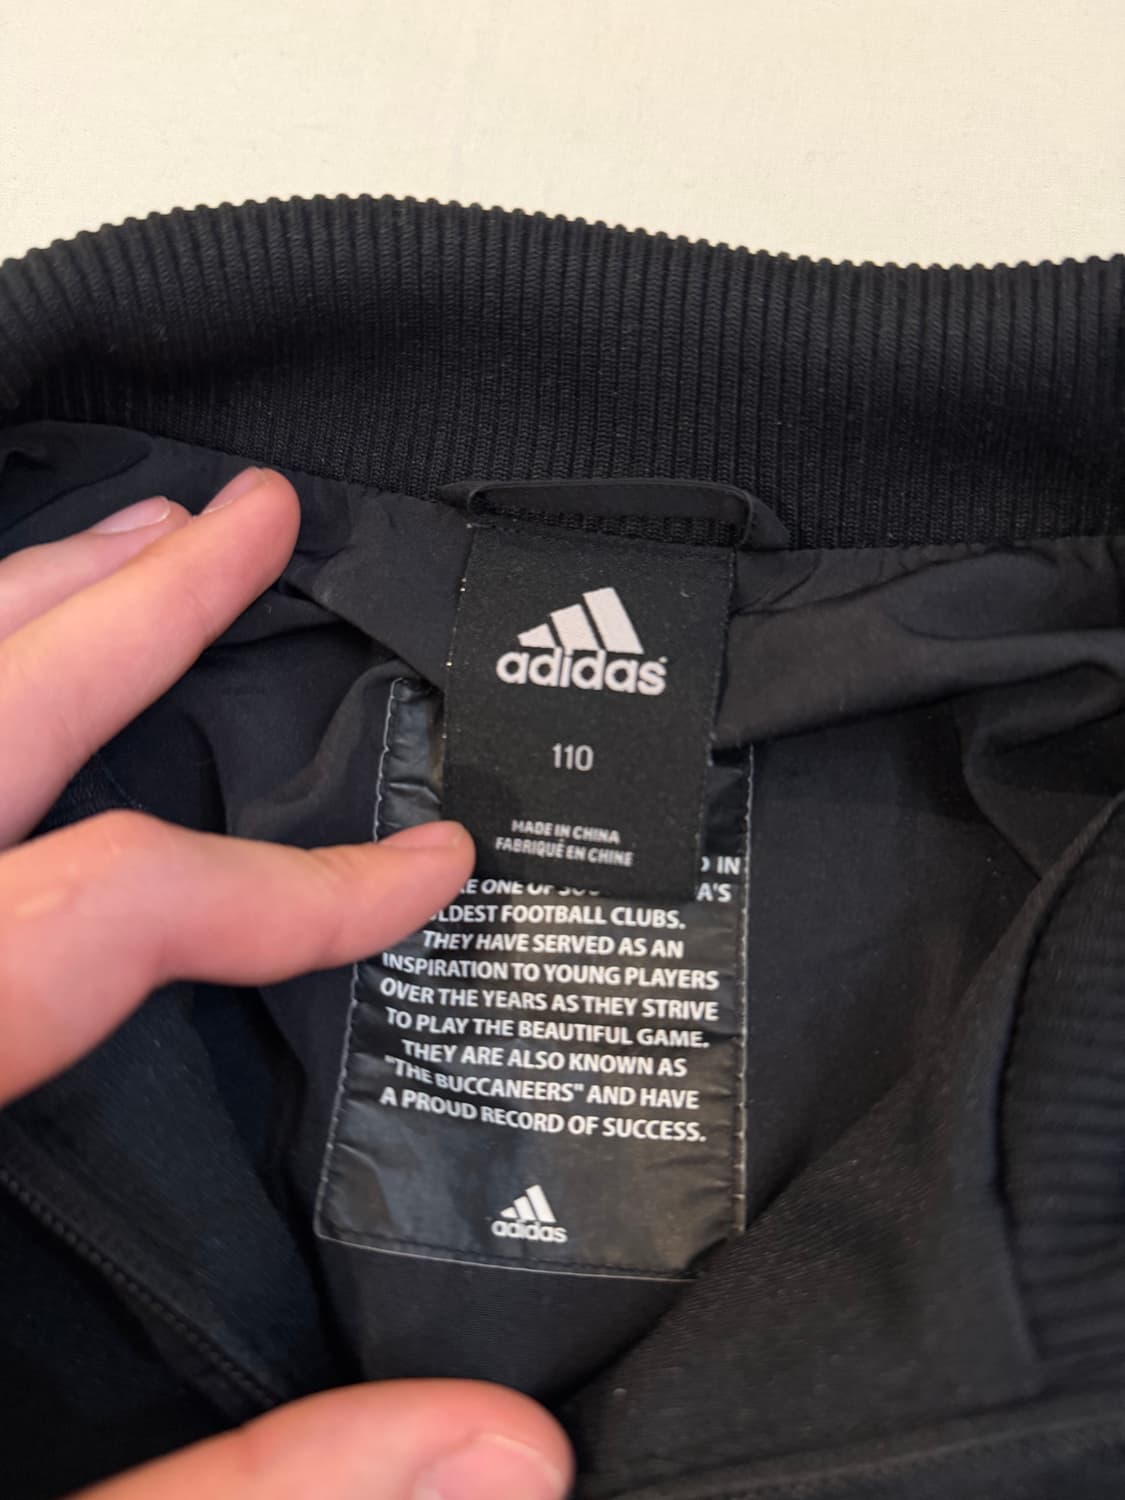 adidas
110
MADE IN CHINA
FABRIQUÉ EN CHINE
IN
ONE OF
A'S
FOOTBALL CLUBS.
THEY HAVE SERVED AS AN
INSPIRATION TO YOUNG PLAYERS
OVER THE YEARS AS THEY STRIVE
TO PLAY THE BEAUTIFUL GAME.
THEY ARE ALSO KNOWN AS
"THE BUCCANEERS" AND HAVE
A PROUD RECORD OF SUCCESS.
adidas